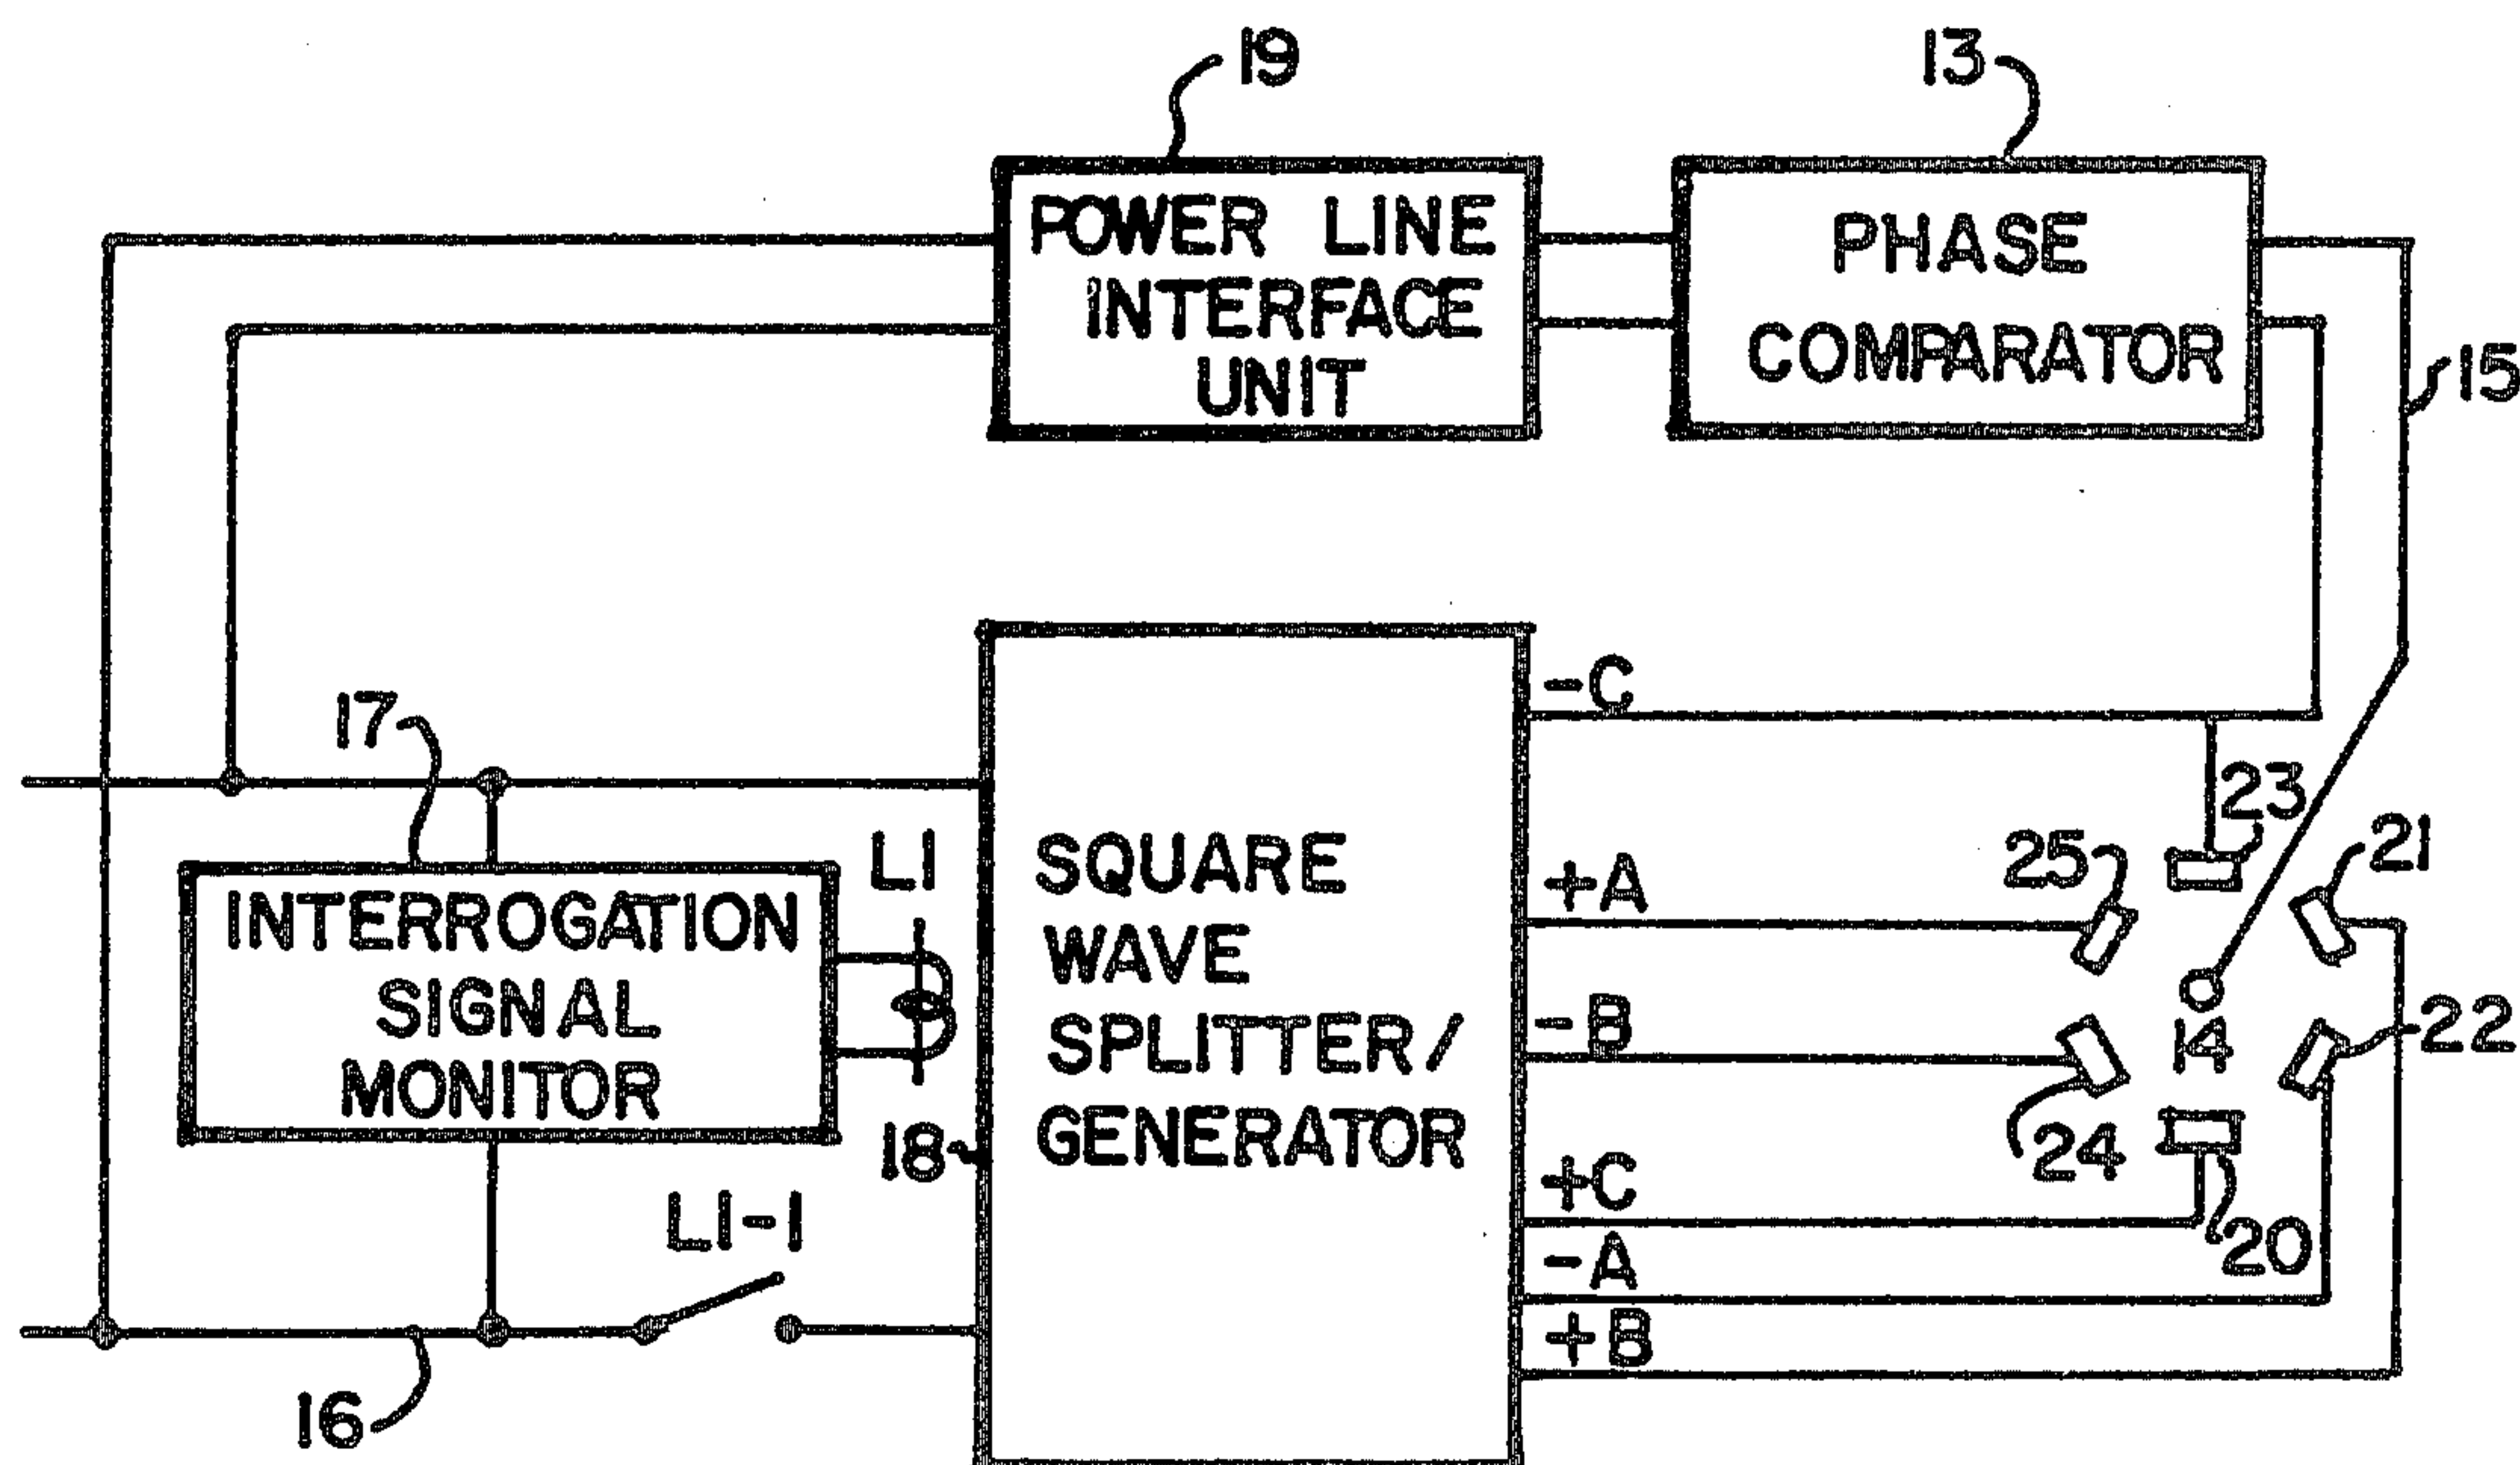 19
13
POWER LINE
INTERFACE
UNIT
PHASE
COMPARATOR
15
17
-C
23
21
25
L1
+A
INTERROGATION
SIGNAL
MONITOR
SQUARE
WAVE
SPLITTER/
GENERATOR
-B
14
22
24
18
+C
20
L1-1
-A
+B
16